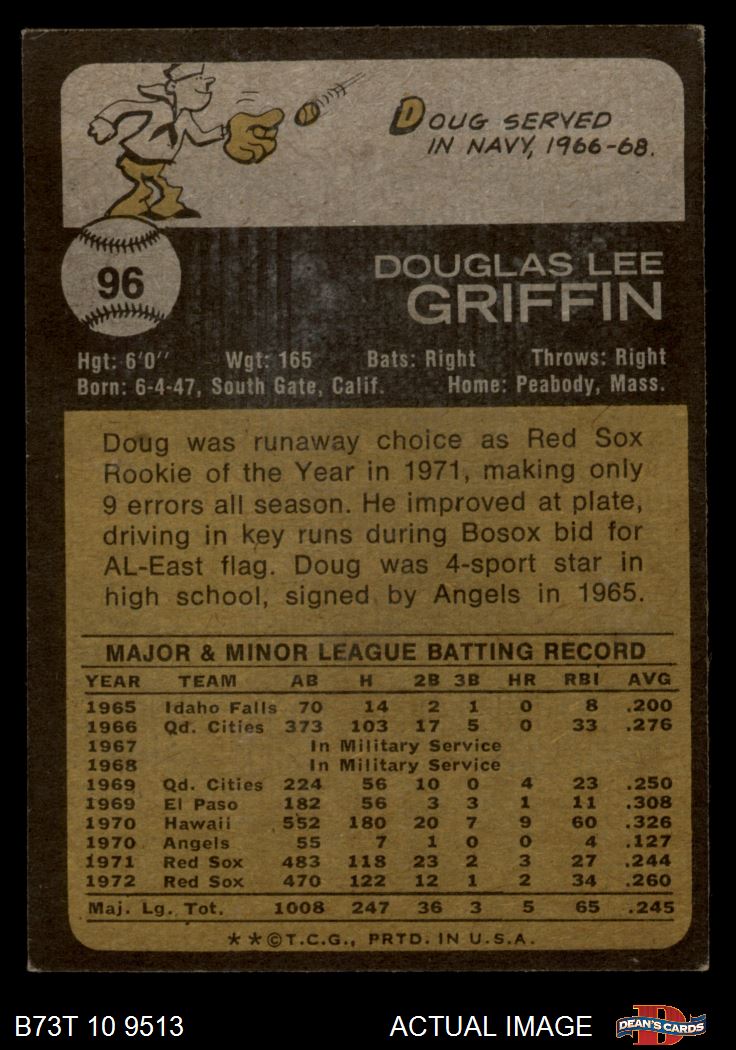 DOUG SERVED
IN NAVY, 1966-68.
96
DOUGLAS LEE
GRIFFIN
Hgt: 6'0" Wgt: 165 Bats: Right Throws: Right
Born: 6-4-47, South Gate, Calif. Home: Peabody, Mass.
Doug was runaway choice as Red Sox
Rookie of the Year in 1971, making only
9 errors all season. He improved at plate,
driving in key runs during Bosox bid for
AL-East flag. Doug was 4-sport star in
high school, signed by Angels in 1965.
MAJOR & MINOR LEAGUE BATTING RECORD
YEAR TEAM AB H 2B 3B HR RBI AVG
1965 Idaho Falls 70 14 2 1 0 8 .200
1966 Qd. Cities 373 103 17 5 0 33 .276
1967 In Military Service
1968 In Military Service
1969 Qd. Cities 224 56 10 0 4 23 .250
1969 El Paso 182 56 3 3 1 11 .308
1970 Hawaii 552 180 20 7 9 60 .326
1970 Angels 55 7 1 0 0 4 .127
1971 Red Sox 483 118 23 2 3 27 .244
1972 Red Sox 470 122 12 1 2 34 .260
Maj. Lg. Tot. 1008 247 36 3 5 65 .245
**©T.C.G., PRTD. IN U.S.A.
B73T 10 9513 ACTUAL IMAGE DEAN'S CARDS